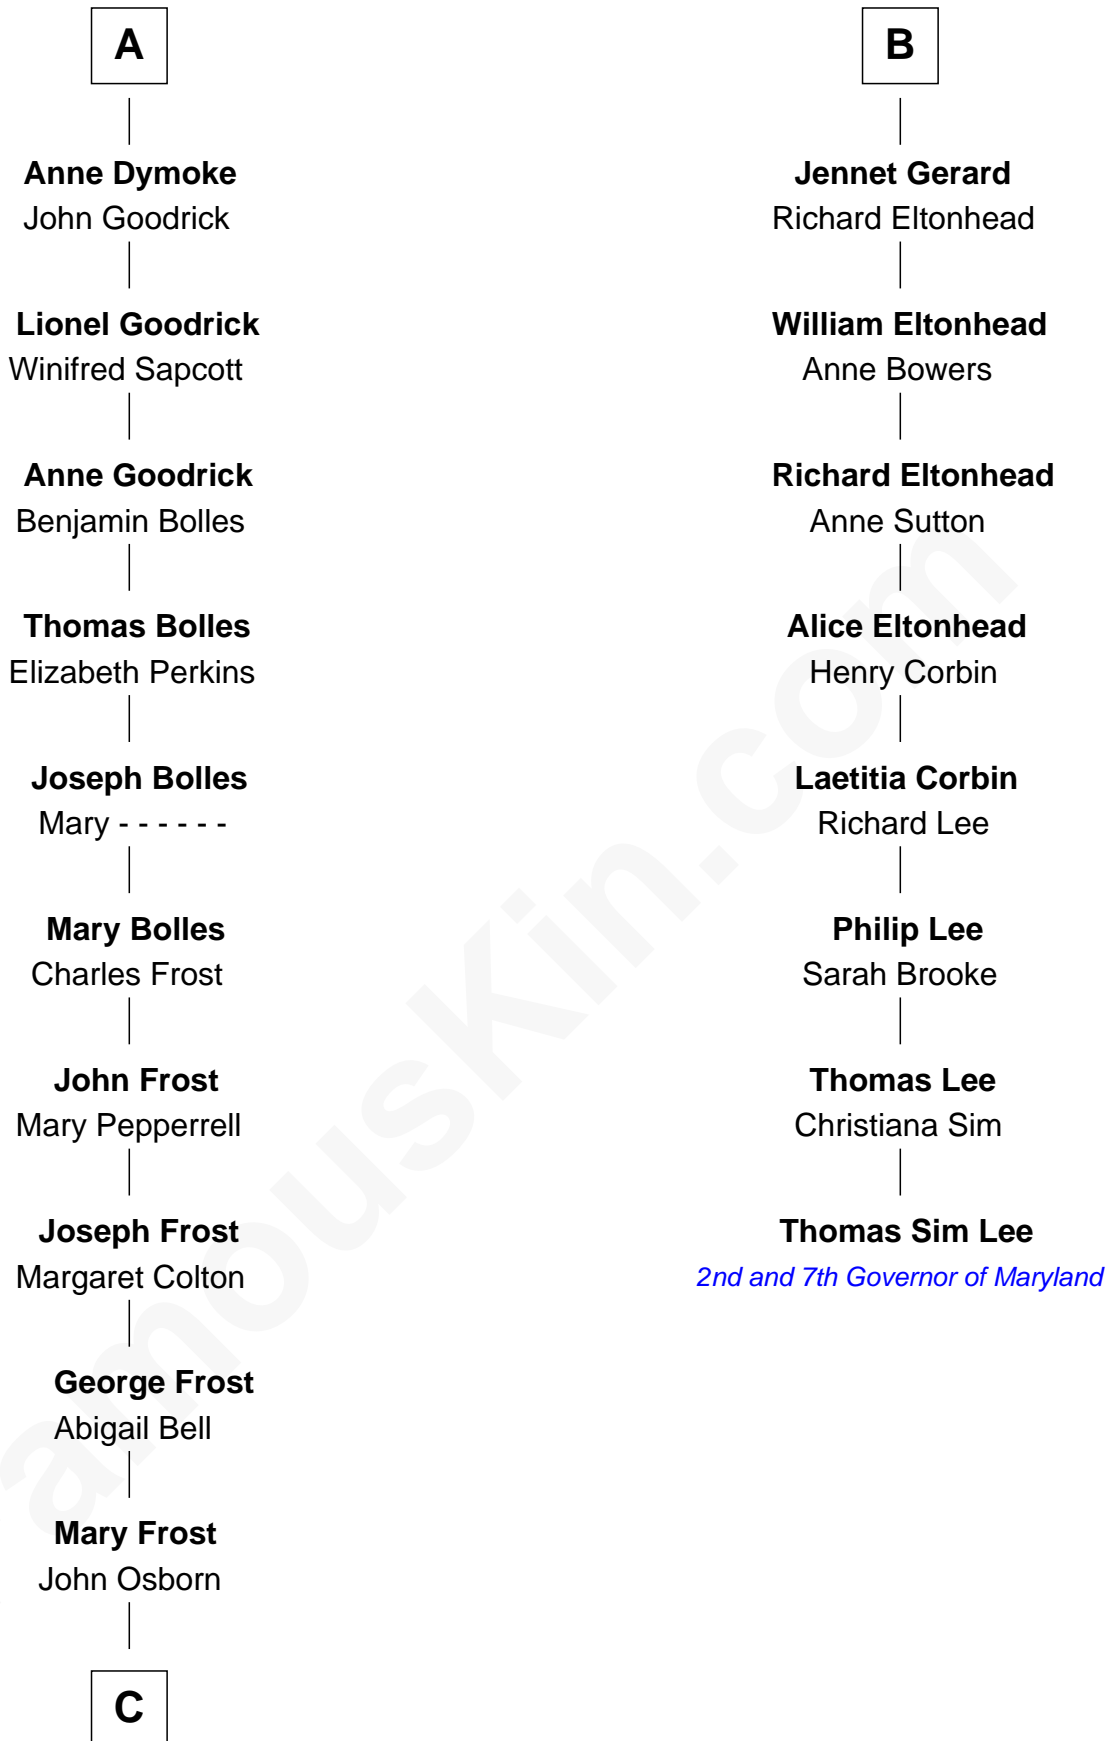 A
Anne Dymoke
John Goodrick
Lionel Goodrick
Winifred Sapcott
Anne Goodrick
Benjamin Bolles
Thomas Bolles
Elizabeth Perkins
Joseph Bolles
Mary - - - - - -
Mary Bolles
Charles Frost
John Frost
Mary Pepperrell
Joseph Frost
Margaret Colton
George Frost
Abigail Bell
Mary Frost
John Osborn
C
B
Jennet Gerard
Richard Eltonhead
William Eltonhead
Anne Bowers
Richard Eltonhead
Anne Sutton
Alice Eltonhead
Henry Corbin
Laetitia Corbin
Richard Lee
Philip Lee
Sarah Brooke
Thomas Lee
Christiana Sim
Thomas Sim Lee
2nd and 7th Governor of Maryland
amousKin.com